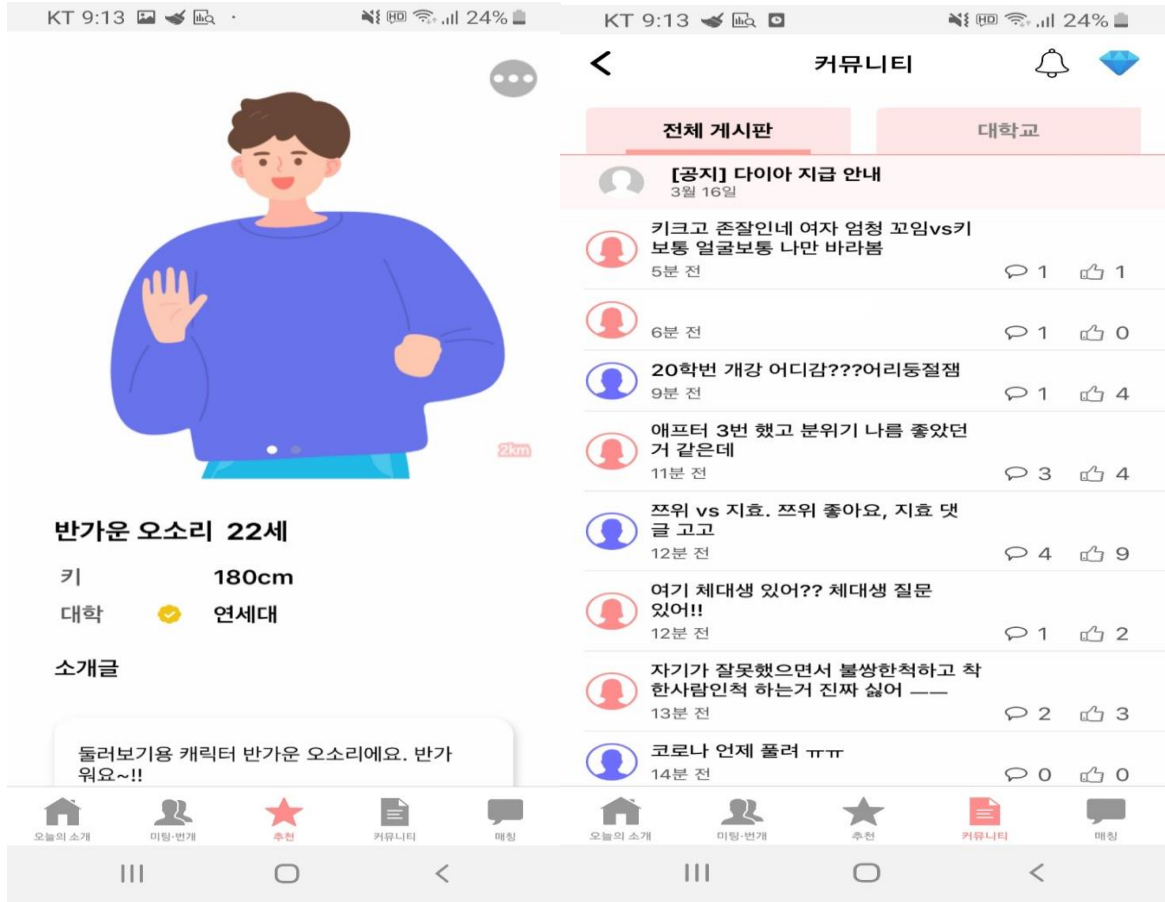 KT 9:13
24%
2km
반가운 오소리 22세
키 180cm
대학 연세대
소개글
둘러보기용 캐릭터 반가운 오소리에요. 반가
워요~!!
오늘의 소개 미팅·번개 추천 커뮤니티 매칭
KT 9:13
24%
커뮤니티
전체 게시판 대학교
[공지] 다이아 지급 안내
3월 16일
키크고 존잘인네 여자 엄청 꼬임vs키
보통 얼굴보통 나만 바라봄
5분 전 1 1
6분 전 1 0
20학번 개강 어디감???어리둥절잼
9분 전 1 4
애프터 3번 했고 분위기 나름 좋았던
거 같은데
11분 전 3 4
쯔위 vs 지효. 쯔위 좋아요, 지효 댓
글 고고
12분 전 4 9
여기 체대생 있어?? 체대생 질문
있어!!
12분 전 1 2
자기가 잘못했으면서 불쌍한척하고 착
한사람인척 하는거 진짜 싫어 ㅡㅡ
13분 전 2 3
코로나 언제 풀려 ㅠㅠ
14분 전 0 0
오늘의 소개 미팅·번개 추천 커뮤니티 매칭